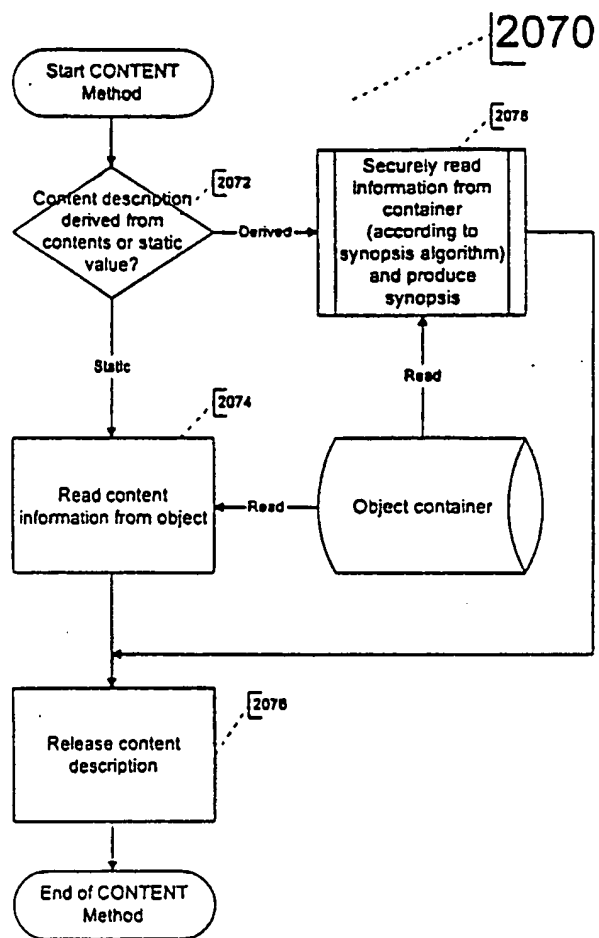 2070
Start CONTENT
Method
2078
2072
Content description
derived from
contents or static
value?
Derived
Securely read
information from
container
(according to
synopsis algorithm)
and produce
synopsis
Static
Read
2074
Read content
information from object
Read
Object container
2076
Release content
description
End of CONTENT
Method